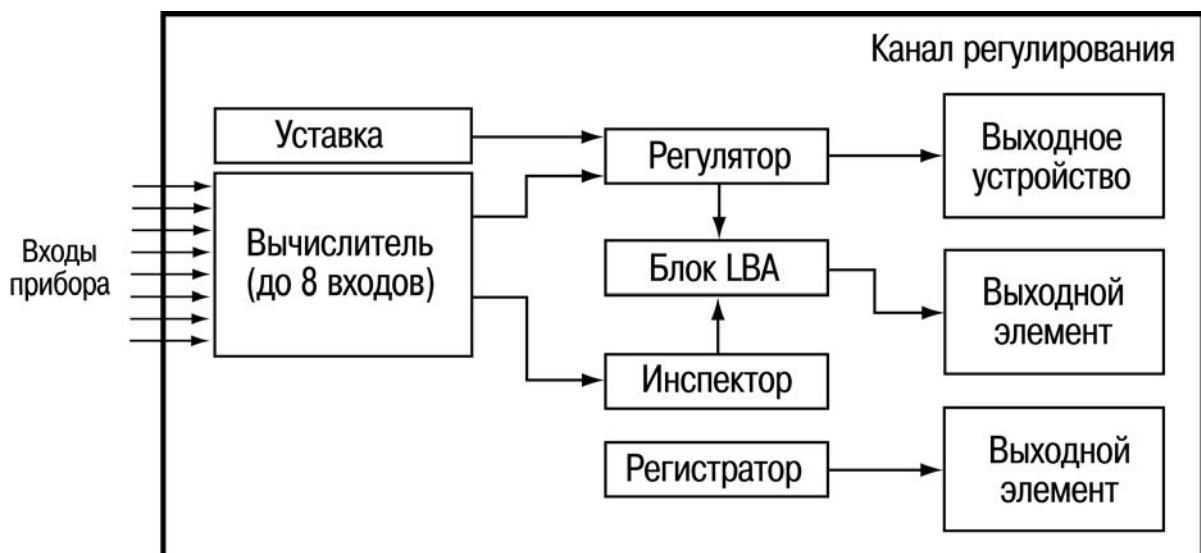 Канал регулирования
Уставка
Регулятор
Выходное
устройство
Входы
прибора
Вычислитель
(до 8 входов)
Блок LBA
Выходной
элемент
Инспектор
Регистратор
Выходной
элемент